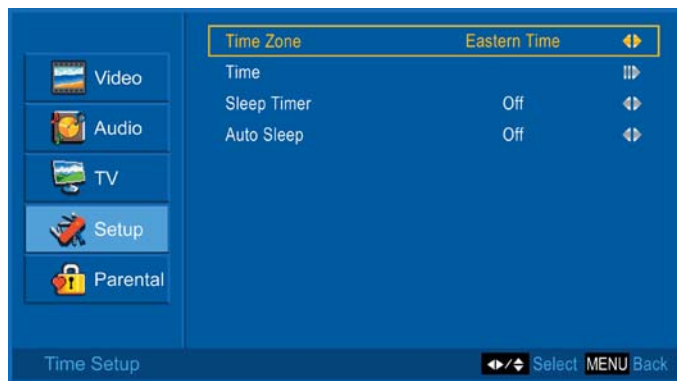 Video
Audio
TV
Setup
Parental
Time Zone Eastern Time
Time
Sleep Timer Off
Auto Sleep Off
Time Setup Select MENU Back